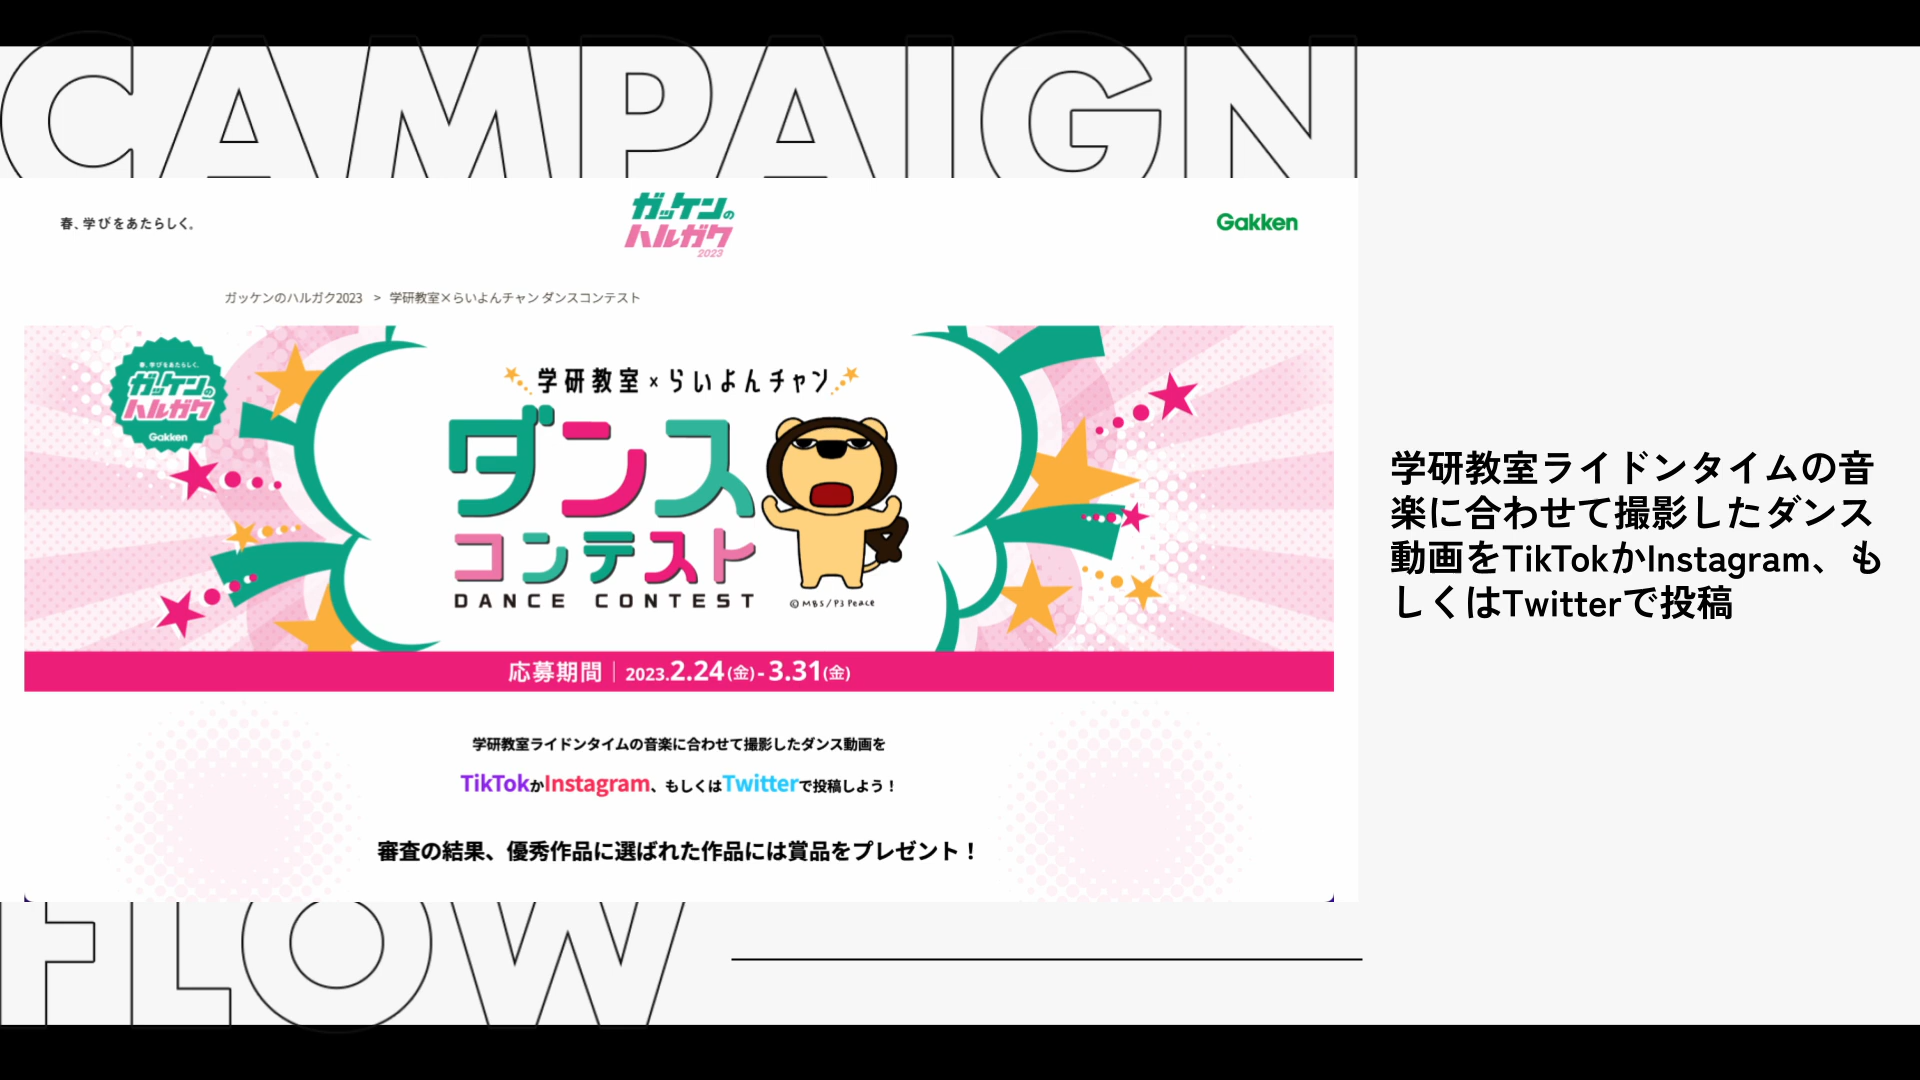 CAMPAIGN
春、学びをあたらしく。
ガッケンの
ハルガク
2023
Gakken
ガッケンのハルガク2023 > 学研教室×らいよんチャン ダンスコンテスト
春、学びをあたらしく。
ガッケンの
ハルガク
Gakken
学研教室×らいよんチャン
ダンス
コンテスト
DANCE CONTEST
©MBS/P3 Peace
応募期間｜2023.2.24(金)-3.31(金)
学研教室ライドンタイムの音楽に合わせて撮影したダンス動画を
TikTokかInstagram、もしくはTwitterで投稿しよう！
審査の結果、優秀作品に選ばれた作品には賞品をプレゼント！
学研教室ライドンタイムの音
楽に合わせて撮影したダンス
動画をTikTokかInstagram、も
しくはTwitterで投稿
FLOW